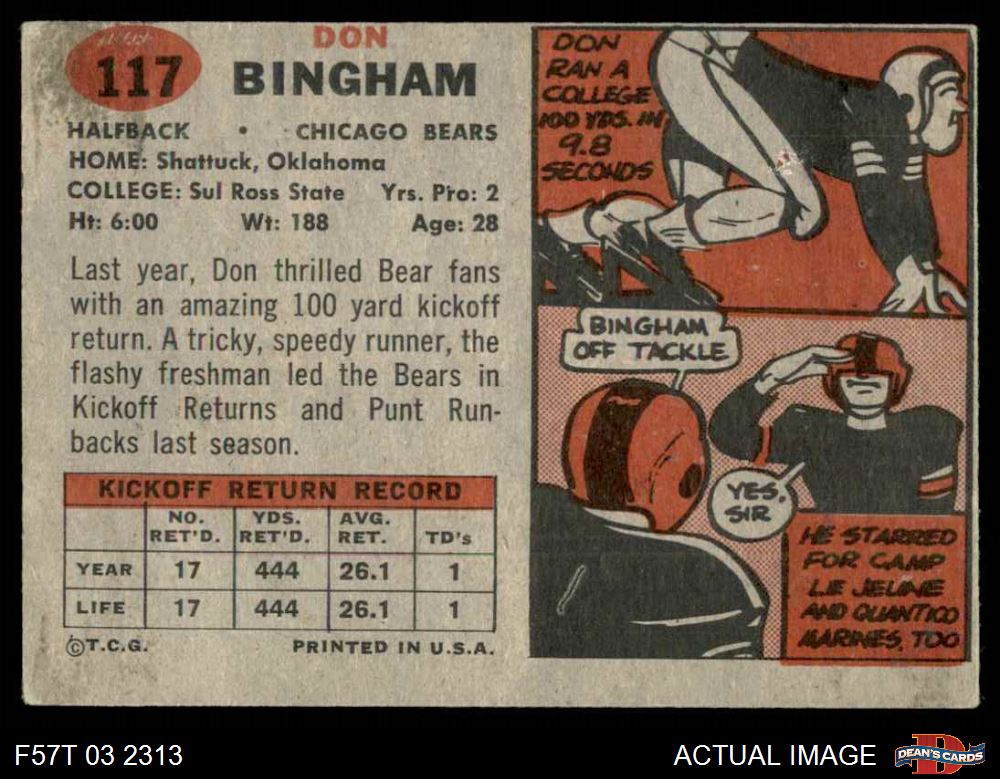 117
DON
BINGHAM
HALFBACK • CHICAGO BEARS
HOME: Shattuck, Oklahoma
COLLEGE: Sul Ross State Yrs. Pro: 2
Ht: 6:00 Wt: 188 Age: 28
Last year, Don thrilled Bear fans
with an amazing 100 yard kickoff
return. A tricky, speedy runner, the
flashy freshman led the Bears in
Kickoff Returns and Punt Run-
backs last season.
KICKOFF RETURN RECORD
NO. YDS. AVG.
RET'D. RET'D. RET. TD's
YEAR 17 444 26.1 1
LIFE 17 444 26.1 1
©T.C.G. PRINTED IN U.S.A.
DON
RAN A
COLLEGE
100 YDS. IN
9.8
SECONDS
BINGHAM
OFF TACKLE
YES,
SIR
HE STARRED
FOR CAMP
LE JEUNE
AND QUANTICO
MARINES, TOO
F57T 03 2313
ACTUAL IMAGE
DEAN'S CARDS